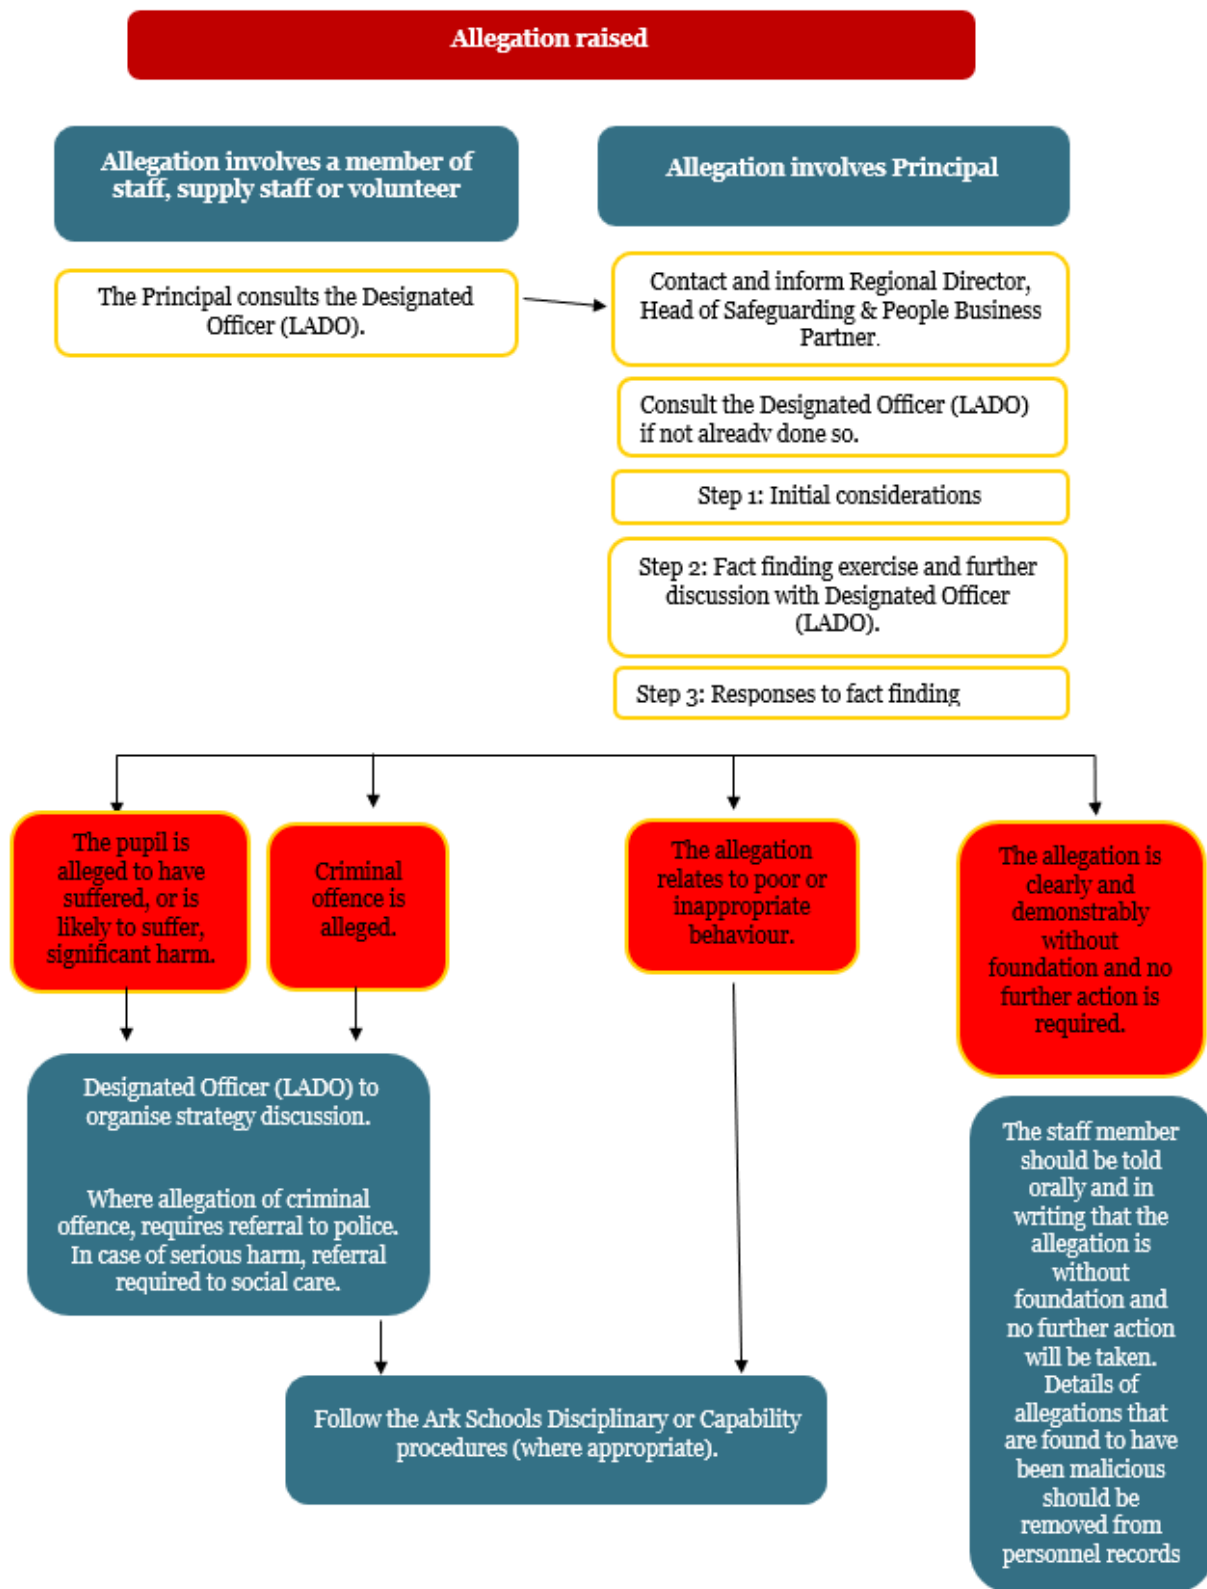 Allegation raised
Allegation involves a member of
staff, supply staff or volunteer
Allegation involves Principal
The Principal consults the Designated
Officer (LADO).
Contact and inform Regional Director,
Head of Safeguarding & People Business
Partner.
Consult the Designated Officer (LADO)
if not already done so.
Step 1: Initial considerations
Step 2: Fact finding exercise and further
discussion with Designated Officer
(LADO).
Step 3: Responses to fact finding
The pupil is
alleged to have
suffered, or is
likely to suffer,
significant harm.
Criminal
offence is
alleged.
The allegation
relates to poor or
inappropriate
behaviour.
The allegation is
clearly and
demonstrably
without
foundation and no
further action is
required.
Designated Officer (LADO) to
organise strategy discussion.
Where allegation of criminal
offence, requires referral to police.
In case of serious harm, referral
required to social care.
The staff member
should be told
orally and in
writing that the
allegation is
without
foundation and
no further action
will be taken.
Details of
allegations that
are found to have
been malicious
should be
removed from
personnel records
Follow the Ark Schools Disciplinary or Capability
procedures (where appropriate).